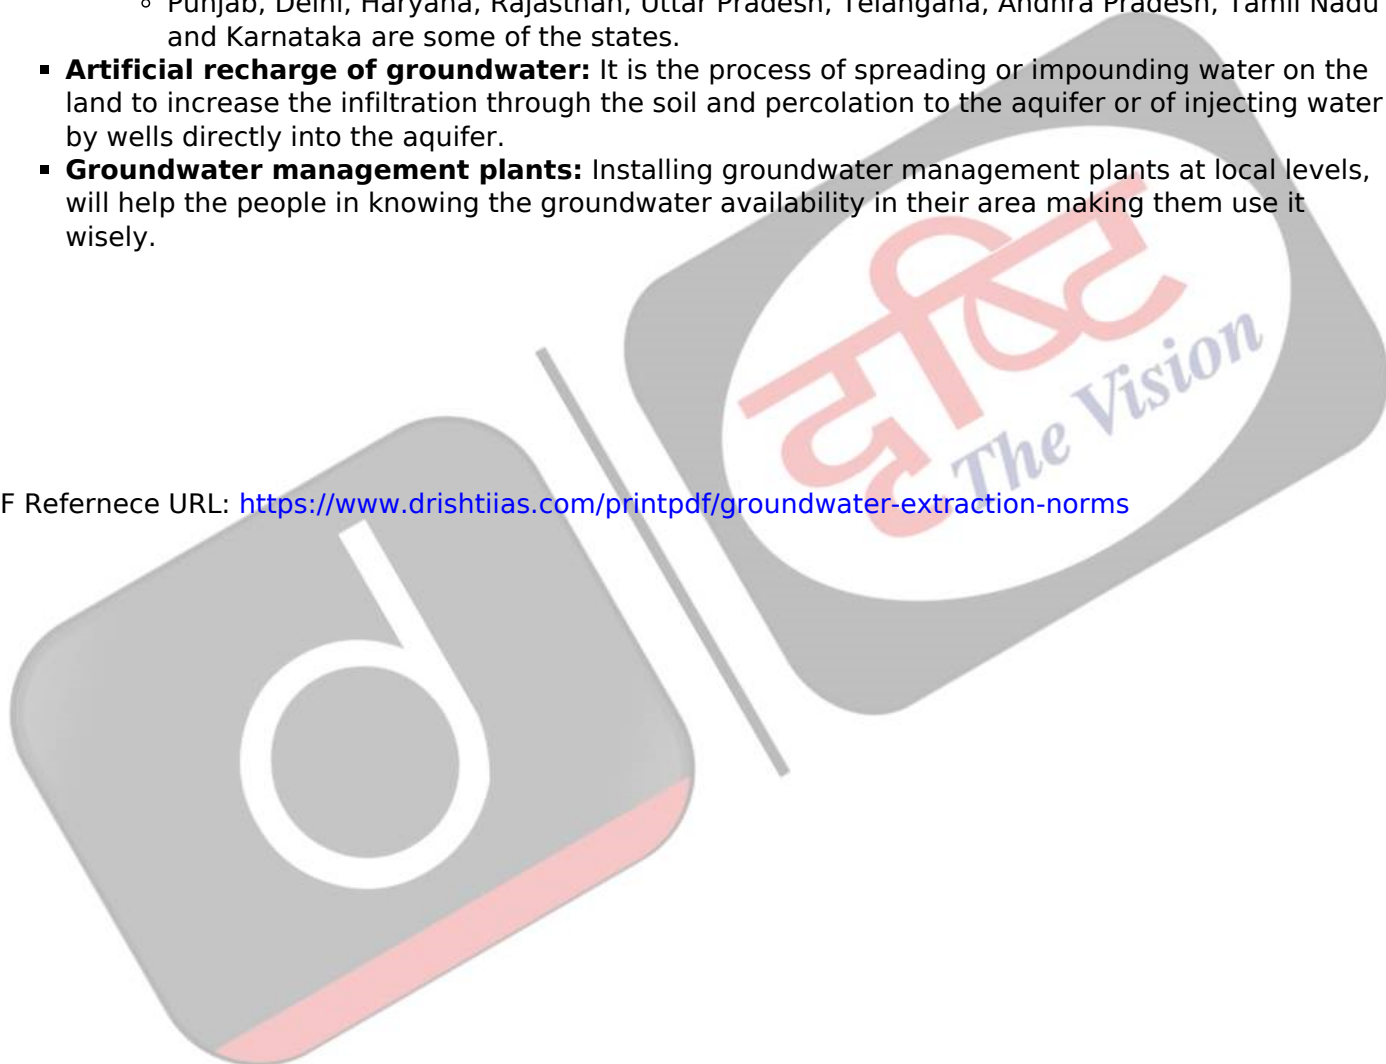 Punjab, Delhi, Haryana, Rajasthan, Uttar Pradesh, Telangana, Andhra Pradesh, Tamil Nadu
and Karnataka are some of the states.
Artificial recharge of groundwater: It is the process of spreading or impounding water on the
land to increase the infiltration through the soil and percolation to the aquifer or of injecting water
by wells directly into the aquifer.
Groundwater management plants: Installing groundwater management plants at local levels,
will help the people in knowing the groundwater availability in their area making them use it
wisely.
दृष्टि
The Vision
F Refernece URL: https://www.drishtiias.com/printpdf/groundwater-extraction-norms
d